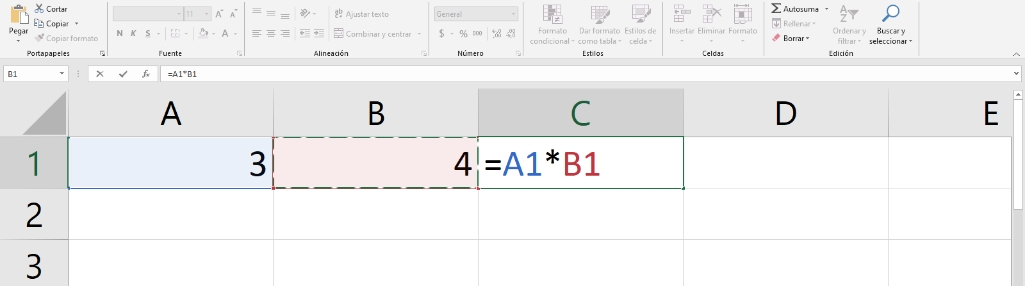 Cortar
Copiar
Copiar formato
Pegar
Portapapeles
11 A A
N K S A
Fuente
Ajustar texto
Combinar y centrar
Alineación
General
$ % 000
Número
Formato condicional
Dar formato como tabla
Estilos de celda
Estilos
Insertar Eliminar Formato
Celdas
Autosuma
Rellenar
Borrar
Ordenar y filtrar
Buscar y seleccionar
Edición
B1 fx =A1*B1
A B C D E
1 3 4 =A1*B1
2
3